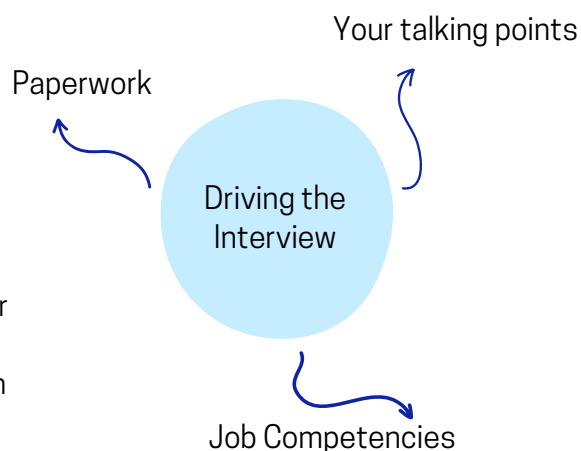 Your talking points
Paperwork
Driving the
Interview
r
Job Competencies